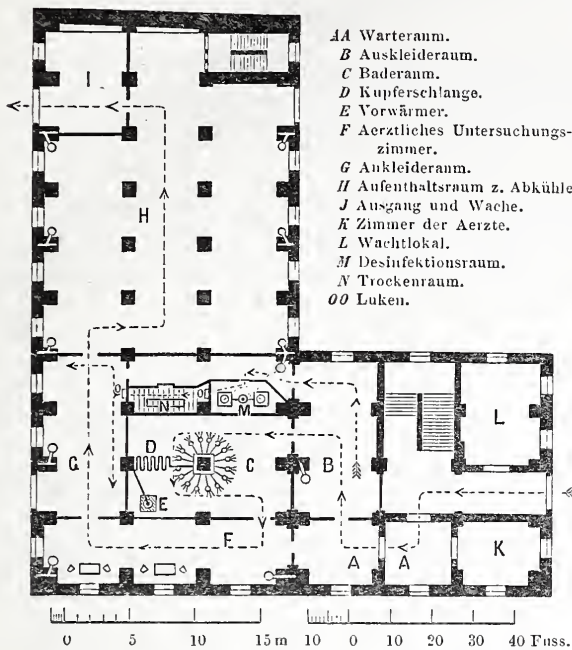 AA Warteraum.
B Auskleideraum.
C Baderaum.
D Kupferschlange.
E Vorwärmer.
F Aerztliches Untersuchungs-
zimmer.
G Ankleideraum.
H Aufenthaltsraum z. Abkühle
J Ausgang und Wache.
K Zimmer der Aerzte.
L Wachtlokal.
M Desinfektionsraum.
N Trockenraum.
OO Luken.
I
H
O O
N
M
L
G
D
C
B
E
F
A
A
K
0 5 10 15 m 10 0 10 20 30 40 Fuss.